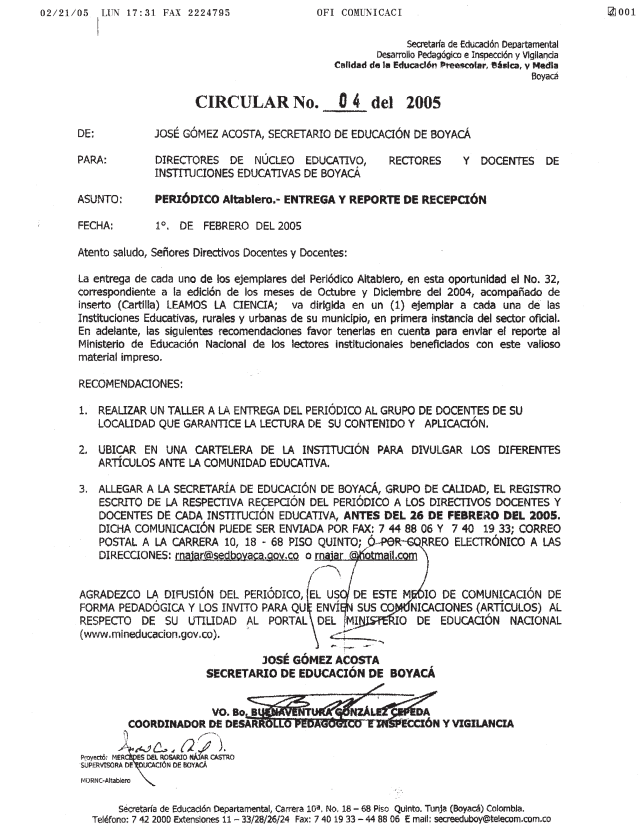 02/21/05 LUN 17:31 FAX 2224795 OFI COMUNICACI 001
Secretaría de Educación Departamental
Desarrollo Pedagógico e Inspección y Vigilancia
Calidad de la Educación Preescolar, Básica, y Media
Boyacá
CIRCULAR No. 04 del 2005
DE: JOSÉ GÓMEZ ACOSTA, SECRETARIO DE EDUCACIÓN DE BOYACÁ
PARA: DIRECTORES DE NÚCLEO EDUCATIVO, RECTORES Y DOCENTES DE
INSTITUCIONES EDUCATIVAS DE BOYACÁ
ASUNTO: PERIÓDICO Altablero.- ENTREGA Y REPORTE DE RECEPCIÓN
FECHA: 1º. DE FEBRERO DEL 2005
Atento saludo, Señores Directivos Docentes y Docentes:
La entrega de cada uno de los ejemplares del Periódico Altablero, en esta oportunidad el No. 32,
correspondiente a la edición de los meses de Octubre y Diciembre del 2004, acompañado de
inserto (Cartilla) LEAMOS LA CIENCIA; va dirigida en un (1) ejemplar a cada una de las
Instituciones Educativas, rurales y urbanas de su municipio, en primera instancia del sector oficial.
En adelante, las siguientes recomendaciones favor tenerlas en cuenta para enviar el reporte al
Ministerio de Educación Nacional de los lectores institucionales beneficiados con este valioso
material impreso.
RECOMENDACIONES:
1. REALIZAR UN TALLER A LA ENTREGA DEL PERIÓDICO AL GRUPO DE DOCENTES DE SU
LOCALIDAD QUE GARANTICE LA LECTURA DE SU CONTENIDO Y APLICACIÓN.
2. UBICAR EN UNA CARTELERA DE LA INSTITUCIÓN PARA DIVULGAR LOS DIFERENTES
ARTÍCULOS ANTE LA COMUNIDAD EDUCATIVA.
3. ALLEGAR A LA SECRETARÍA DE EDUCACIÓN DE BOYACÁ, GRUPO DE CALIDAD, EL REGISTRO
ESCRITO DE LA RESPECTIVA RECEPCIÓN DEL PERIÓDICO A LOS DIRECTIVOS DOCENTES Y
DOCENTES DE CADA INSTITUCIÓN EDUCATIVA, ANTES DEL 26 DE FEBRERO DEL 2005.
DICHA COMUNICACIÓN PUEDE SER ENVIADA POR FAX: 7 44 88 06 Y 7 40 19 33; CORREO
POSTAL A LA CARRERA 10, 18 - 68 PISO QUINTO; Ó POR CORREO ELECTRÓNICO A LAS
DIRECCIONES: rnajar@sedboyaca.gov.co o rnajar_@hotmail.com
AGRADEZCO LA DIFUSIÓN DEL PERIÓDICO, EL USO DE ESTE MEDIO DE COMUNICACIÓN DE
FORMA PEDAGÓGICA Y LOS INVITO PARA QUE ENVÍEN SUS COMUNICACIONES (ARTÍCULOS) AL
RESPECTO DE SU UTILIDAD AL PORTAL DEL MINISTERIO DE EDUCACIÓN NACIONAL
(www.mineducacion.gov.co).
JOSÉ GÓMEZ ACOSTA
SECRETARIO DE EDUCACIÓN DE BOYACÁ
VO. Bo. BUENAVENTURA GONZÁLEZ CEPEDA
COORDINADOR DE DESARROLLO PEDAGÓGICO E INSPECCIÓN Y VIGILANCIA
Proyectó: MERCEDES DEL ROSARIO NÁJAR CASTRO
SUPERVISORA DE EDUCACIÓN DE BOYACÁ
MDRNC-Altablero
Secretaría de Educación Departamental, Carrera 10ª. No. 18 – 68 Piso Quinto. Tunja (Boyacá) Colombia.
Teléfono: 7 42 2000 Extensiones 11 – 33/28/26/24 Fax: 7 40 19 33 – 44 88 06 E mail: secreeduboy@telecom.com.co